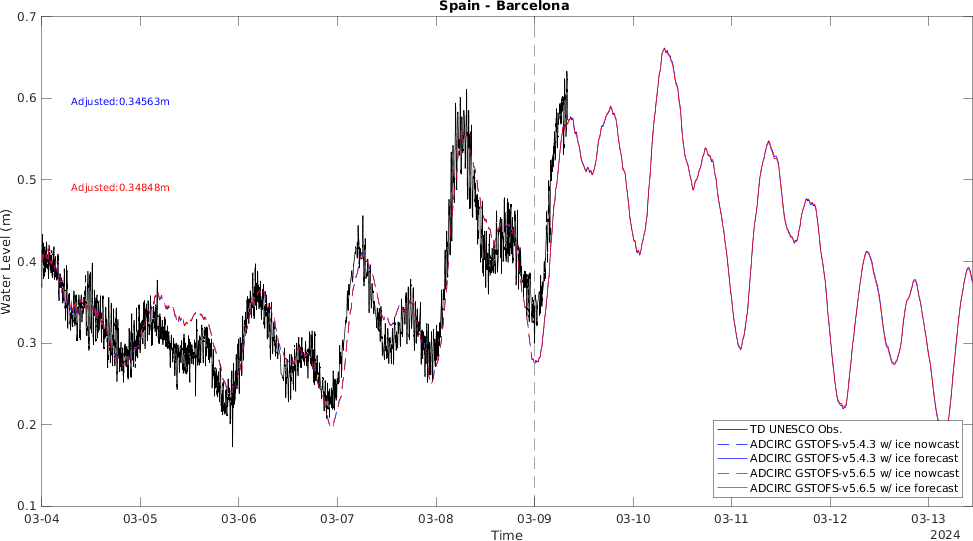 Spain - Barcelona
0.7
0.6
0.5
0.4
0.3
0.2
0.1
Water Level (m)
Adjusted:0.34563m
Adjusted:0.34848m
TD UNESCO Obs.
ADCIRC GSTOFS-v5.4.3 w/ ice nowcast
ADCIRC GSTOFS-v5.4.3 w/ ice forecast
ADCIRC GSTOFS-v5.6.5 w/ ice nowcast
ADCIRC GSTOFS-v5.6.5 w/ ice forecast
03-04 03-05 03-06 03-07 03-08 03-09 03-10 03-11 03-12 03-13
Time
2024